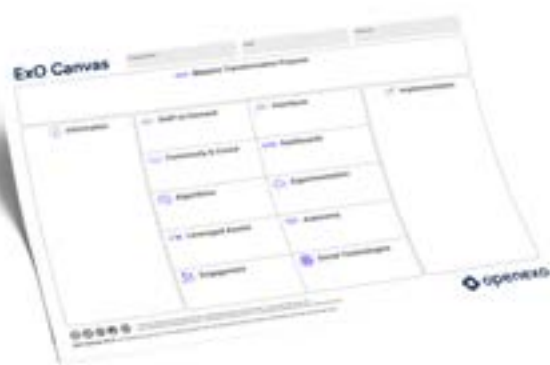 ExO Canvas
Massive Transformative Purpose
Information
Staff on Demand
Interfaces
Implementation
Community & Crowd
Dashboards
Algorithms
Experimentation
Leveraged Assets
Autonomy
Engagement
Social Technologies
openexo